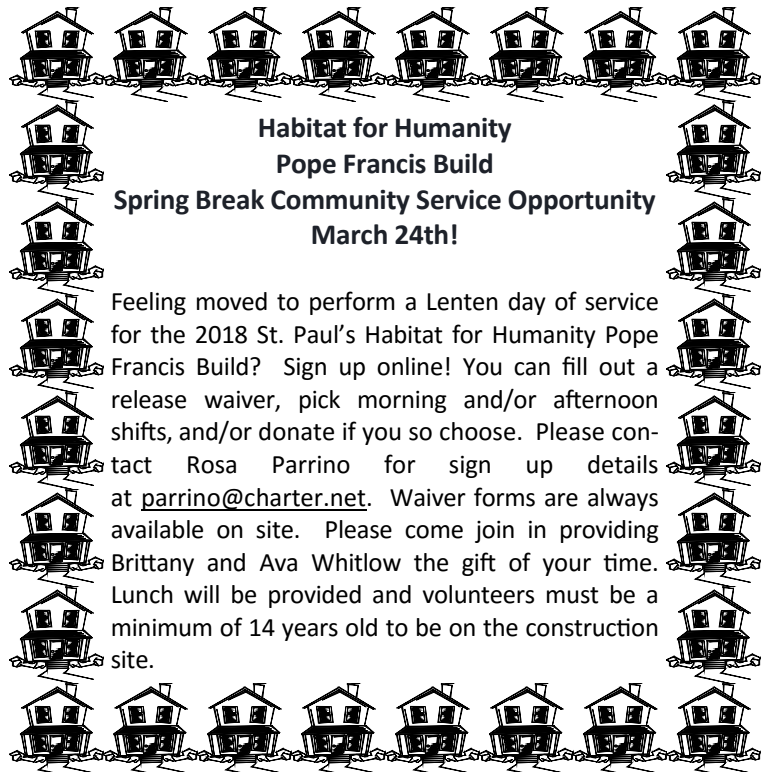 Habitat for Humanity
Pope Francis Build
Spring Break Community Service Opportunity
March 24th!
Feeling moved to perform a Lenten day of service
for the 2018 St. Paul’s Habitat for Humanity Pope
Francis Build?  Sign up online! You can fill out a
release waiver, pick morning and/or afternoon
shifts, and/or donate if you so choose.  Please con-
tact Rosa Parrino for sign up details
at parrino@charter.net.  Waiver forms are always
available on site.  Please come join in providing
Brittany and Ava Whitlow the gift of your time.
Lunch will be provided and volunteers must be a
minimum of 14 years old to be on the construction
site.